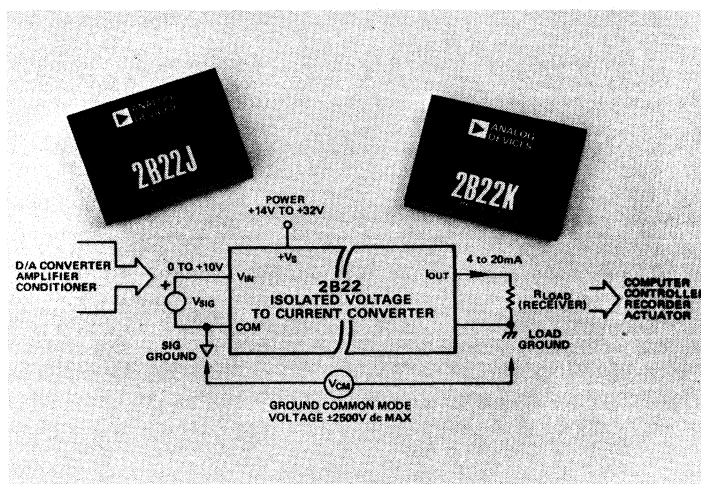 ANALOG
DEVICES
2B22J
ANALOG
DEVICES
2B22K
POWER
+14V TO +32V
+VS
D/A CONVERTER
AMPLIFIER
CONDITIONER
0 TO +10V
+
VSIG
VIN
COM
SIG
GROUND
2B22
ISOLATED VOLTAGE
TO CURRENT CONVERTER
IOUT
4 to 20mA
RLOAD
(RECEIVER)
LOAD
GROUND
COMPUTER
CONTROLLER
RECORDER
ACTUATOR
VCM
GROUND COMMON MODE
VOLTAGE ±2500V dc MAX